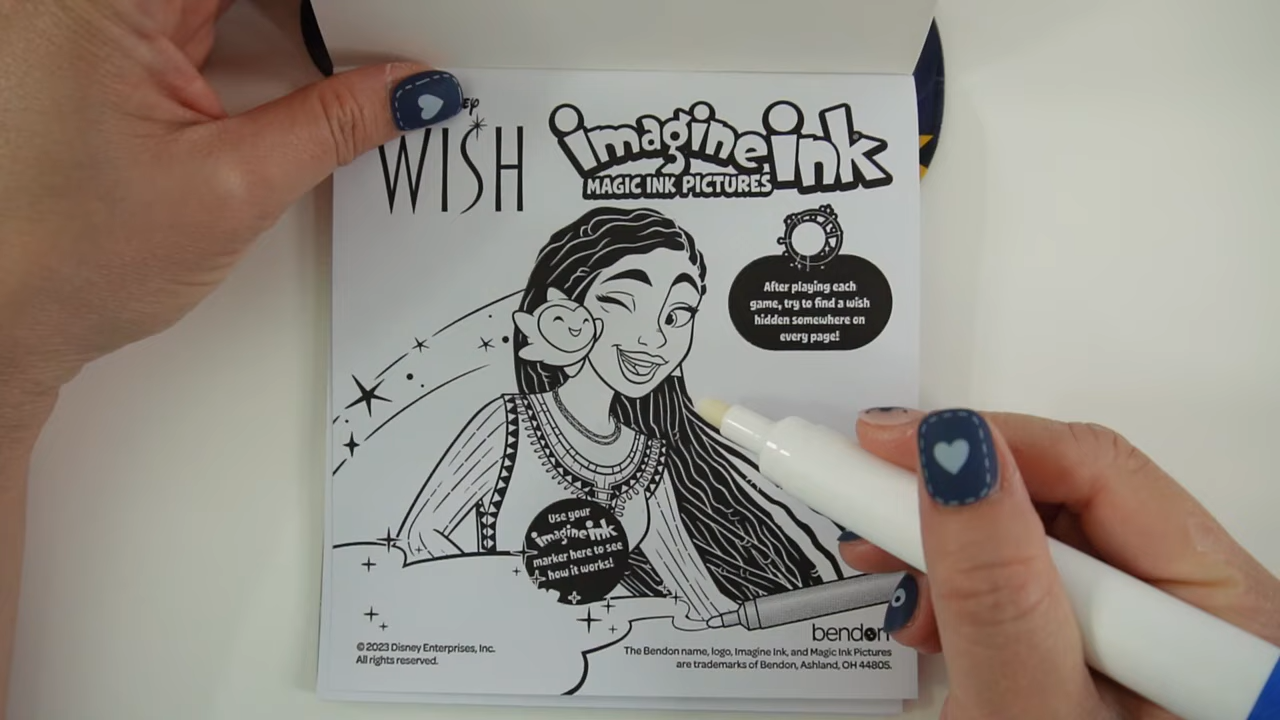 WISH
imagine ink
MAGIC INK PICTURES
After playing each
game, try to find a wish
hidden somewhere on
every page!
Use your
imagine ink
marker here to see
how it works!
bendon
© 2023 Disney Enterprises, Inc.
All rights reserved.
The Bendon name, logo, Imagine Ink, and Magic Ink Pictures
are trademarks of Bendon, Ashland, OH 44805.